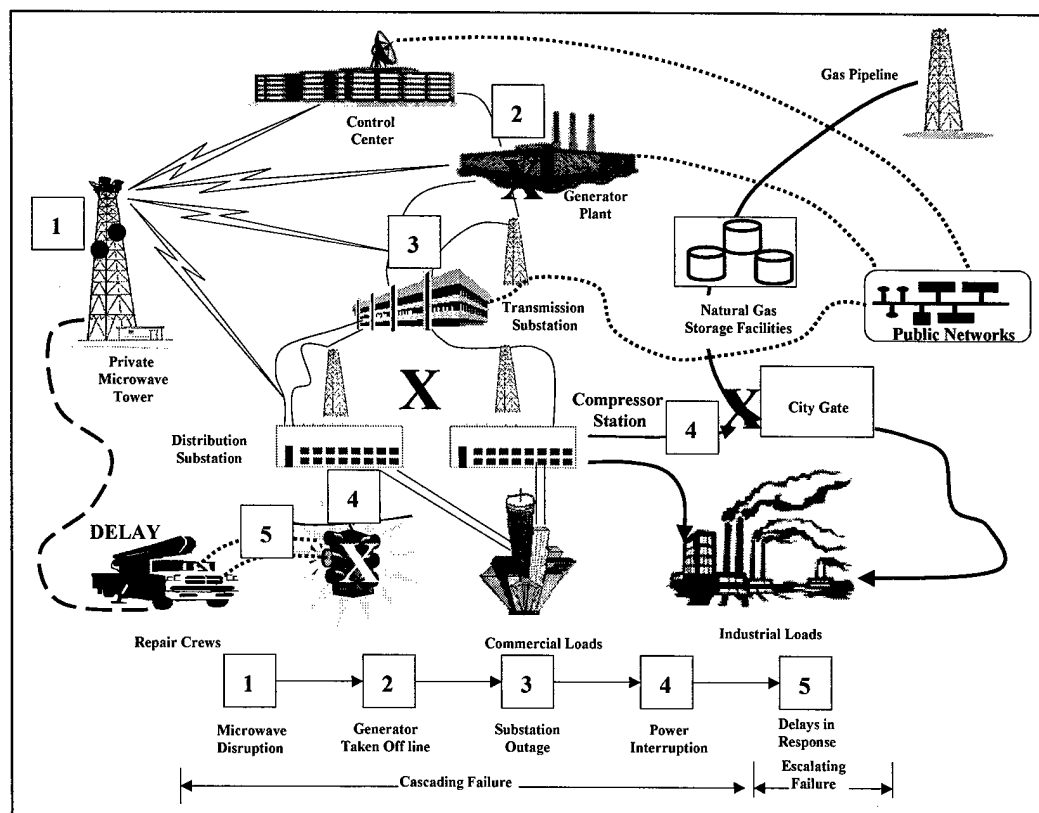 Gas Pipeline
Control
Center
2
X
Generator
Plant
1
3
Transmission
Substation
Natural Gas
Storage Facilities
Public Networks
Private
Microwave
Tower
X
Compressor
Station
4
X
City Gate
Distribution
Substation
4
DELAY
5
X
Repair Crews
Commercial Loads
Industrial Loads
1
2
3
4
5
Microwave
Disruption
Generator
Taken Off line
Substation
Outage
Power
Interruption
Delays in
Response
Cascading Failure
Escalating
Failure